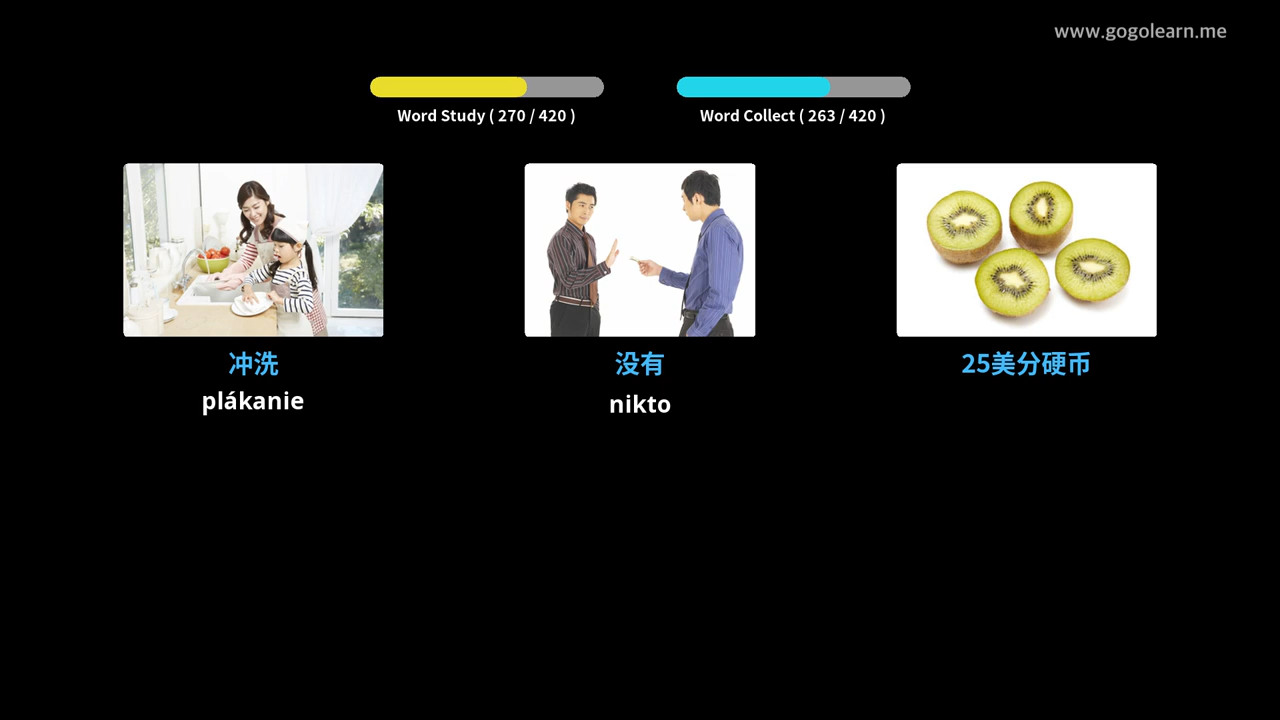 www.gogolearn.me
Word Study ( 270 / 420 )
Word Collect ( 263 / 420 )
冲洗
没有
25美分硬币
plákanie
nikto